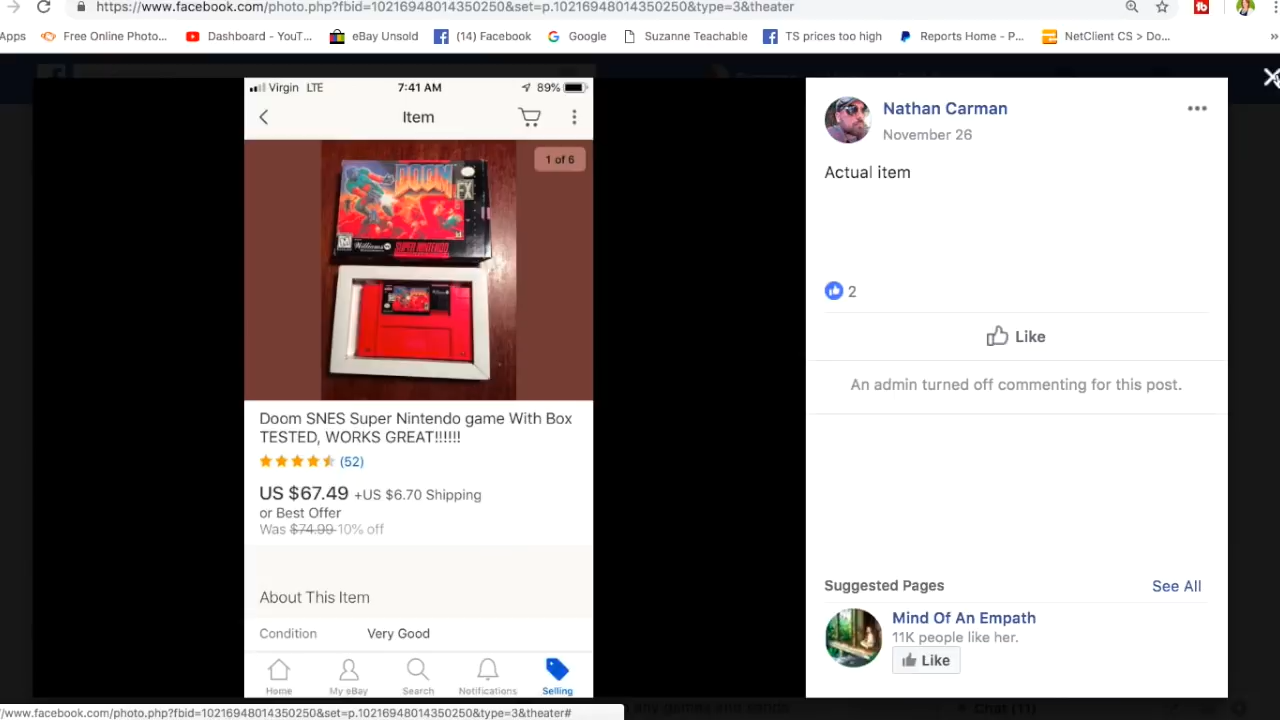 https://www.facebook.com/photo.php?fbid=10216948014350250&set=p.10216948014350250&type=3&theater
Apps Free Online Photo... Dashboard - YouT... eBay Unsold (14) Facebook Google Suzanne Teachable TS prices too high Reports Home - P... NetClient CS > Do... »
Virgin LTE 7:41 AM 89%
Item
1 of 6
DOOM
FX
Williams SUPER NINTENDO
Doom SNES Super Nintendo game With Box
TESTED, WORKS GREAT!!!!!!
(52)
US $67.49 +US $6.70 Shipping
or Best Offer
Was $74.99 10% off
About This Item
Condition Very Good
Home My eBay Search Notifications Selling
Nathan Carman
November 26
Actual item
2
Like
An admin turned off commenting for this post.
Suggested Pages See All
Mind Of An Empath
11K people like her.
Like
/www.facebook.com/photo.php?fbid=10216948014350250&set=p.10216948014350250&type=3&theater#
any games and cards
Chat (11)